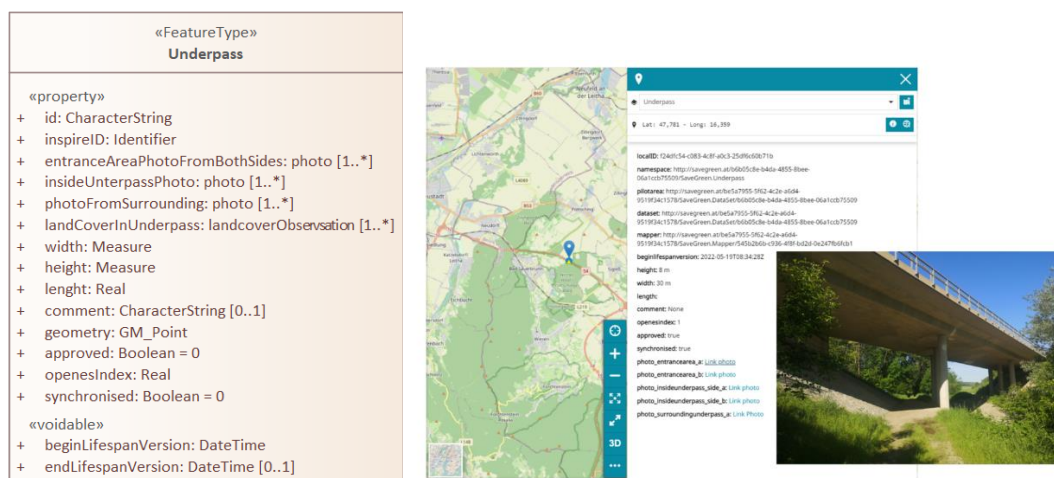 «FeatureType»
Underpass
«property»
+ id: CharacterString
+ inspireID: Identifier
+ entranceAreaPhotoFromBothSides: photo [1..*]
+ insideUnterpassPhoto: photo [1..*]
+ photoFromSurrounding: photo [1..*]
+ landCoverInUnderpass: landcoverObservsation [1..*]
+ width: Measure
+ height: Measure
+ lenght: Real
+ comment: CharacterString [0..1]
+ geometry: GM_Point
+ approved: Boolean = 0
+ openesIndex: Real
+ synchronised: Boolean = 0
«voidable»
+ beginLifespanVersion: DateTime
+ endLifespanVersion: DateTime [0..1]
Underpass
Lat: 47,781 - Long: 16,399
localID: f24dfc54-c083-4c8f-a0c3-25df6c60b71b
namespace: http://savegreen.at/b6b05c8e-b4da-4855-8bee-
06a1ccb75509/SaveGreen.Underpass
pilotarea: http://savegreen.at/be5a7955-5f62-4c2e-a6d4-
9519f34c1578/SaveGreen.DataSet/b6b05c8e-b4da-4855-8bee-06a1ccb75509
dataset: http://savegreen.at/be5a7955-5f62-4c2e-a6d4-
9519f34c1578/SaveGreen.DataSet/b6b05c8e-b4da-4855-8bee-06a1ccb75509
mapper: http://savegreen.at/be5a7955-5f62-4c2e-a6d4-
9519f34c1578/SaveGreen.Mapper/545b2b6b-c936-4f9f-bd2d-0e247fb6fcb1
beginlifespanversion: 2022-05-19T08:34:28Z
height: 8 m
width: 30 m
length:
comment: None
openesindex: 1
approved: true
synchronised: true
photo_entrancearea_a: Link photo
photo_entrancearea_b: Link photo
photo_insideunderpass_side_a: Link photo
photo_insideunderpass_side_b: Link photo
photo_surroundingunderpass_a: Link Photo
3D